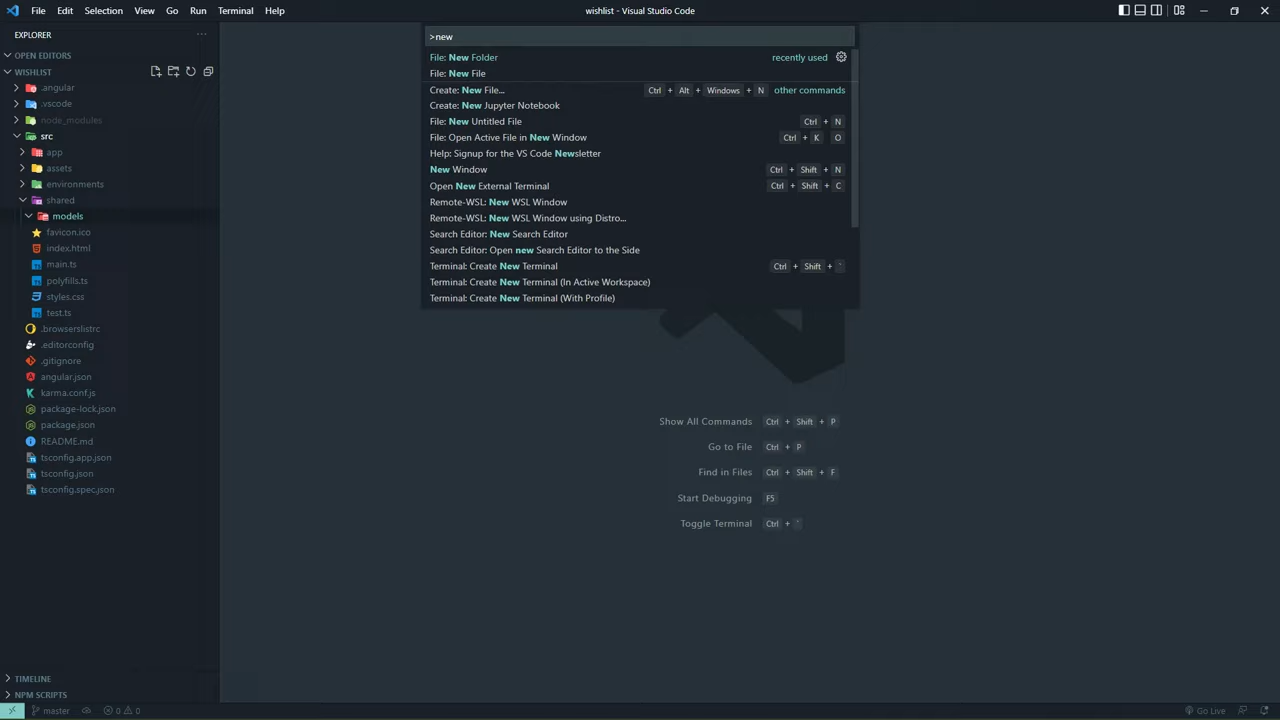 File Edit Selection View Go Run Terminal Help
wishlist - Visual Studio Code
EXPLORER
OPEN EDITORS
WISHLIST
.angular
.vscode
node_modules
src
app
assets
environments
shared
models
favicon.ico
index.html
main.ts
polyfills.ts
styles.css
test.ts
.browserslistrc
.editorconfig
.gitignore
angular.json
karma.conf.js
package-lock.json
package.json
README.md
tsconfig.app.json
tsconfig.json
tsconfig.spec.json
TIMELINE
NPM SCRIPTS
>new
File: New Folder recently used
File: New File
Create: New File... Ctrl + Alt + Windows + N other commands
Create: New Jupyter Notebook
File: New Untitled File Ctrl + N
File: Open Active File in New Window Ctrl + K O
Help: Signup for the VS Code Newsletter
New Window Ctrl + Shift + N
Open New External Terminal Ctrl + Shift + C
Remote-WSL: New WSL Window
Remote-WSL: New WSL Window using Distro...
Search Editor: New Search Editor
Search Editor: Open new Search Editor to the Side
Terminal: Create New Terminal Ctrl + Shift + `
Terminal: Create New Terminal (In Active Workspace)
Terminal: Create New Terminal (With Profile)
Show All Commands Ctrl + Shift + P
Go to File Ctrl + P
Find in Files Ctrl + Shift + F
Start Debugging F5
Toggle Terminal Ctrl + `
master 0 0 Go Live